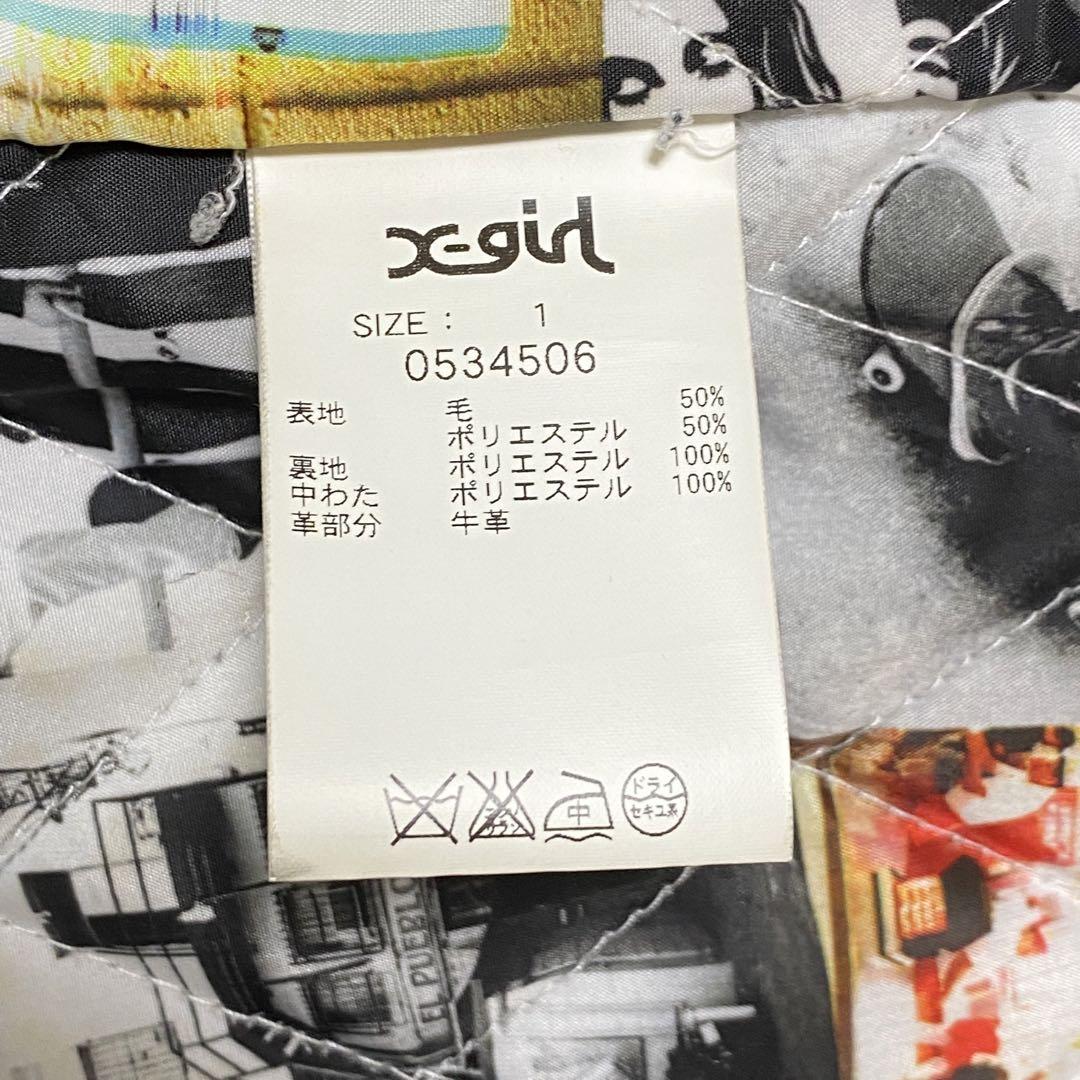 X-girl
SIZE : 1
0534506
表地 毛 50%
ポリエステル 50%
裏地 ポリエステル 100%
中わた ポリエステル 100%
革部分 牛革
中
ドライ
セキユ系
EL PUEBLO